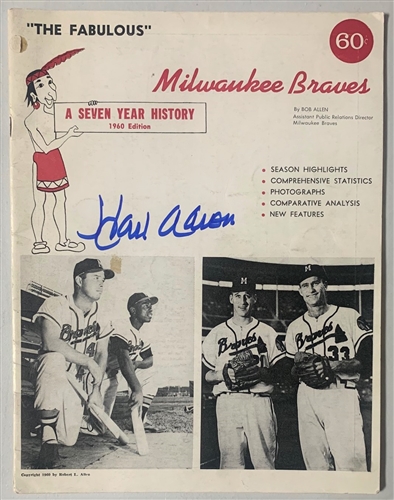 "THE FABULOUS"
60¢
Milwaukee Braves
By BOB ALLEN
Assistant Public Relations Director
Milwaukee Braves
A SEVEN YEAR HISTORY
1960 Edition
• SEASON HIGHLIGHTS
• COMPREHENSIVE STATISTICS
• PHOTOGRAPHS
• COMPARATIVE ANALYSIS
• NEW FEATURES
Hank Aaron
M
M
Braves
41
Braves
Braves
33
Copyright 1960 by Robert L. Allen